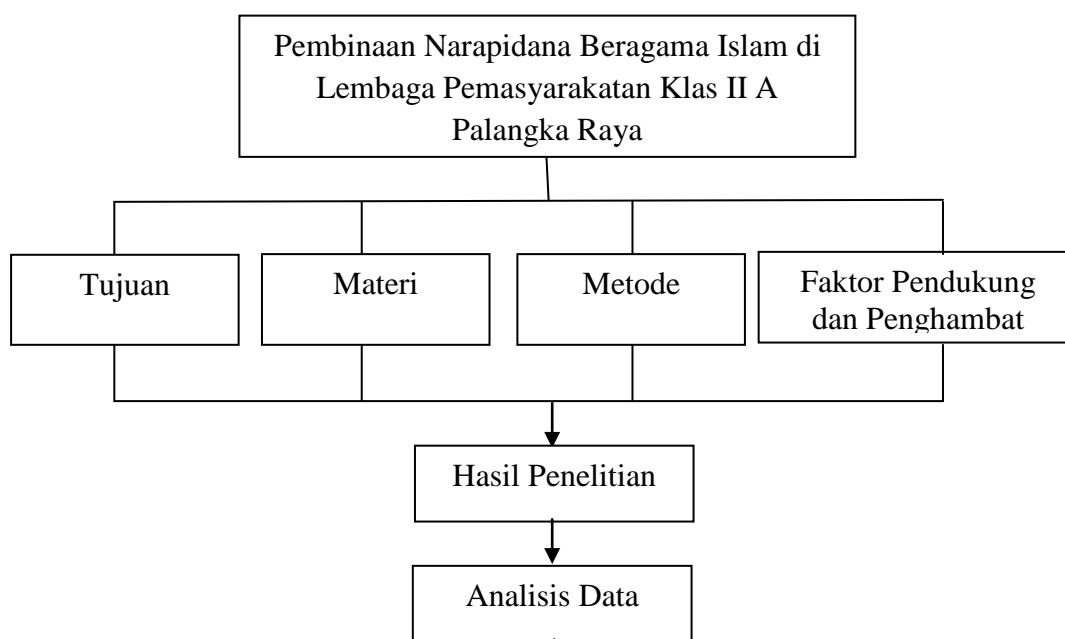 Pembinaan Narapidana Beragama Islam di
Lembaga Pemasyarakatan Klas II A
Palangka Raya
Tujuan
Materi
Metode
Faktor Pendukung
dan Penghambat
Hasil Penelitian
Analisis Data